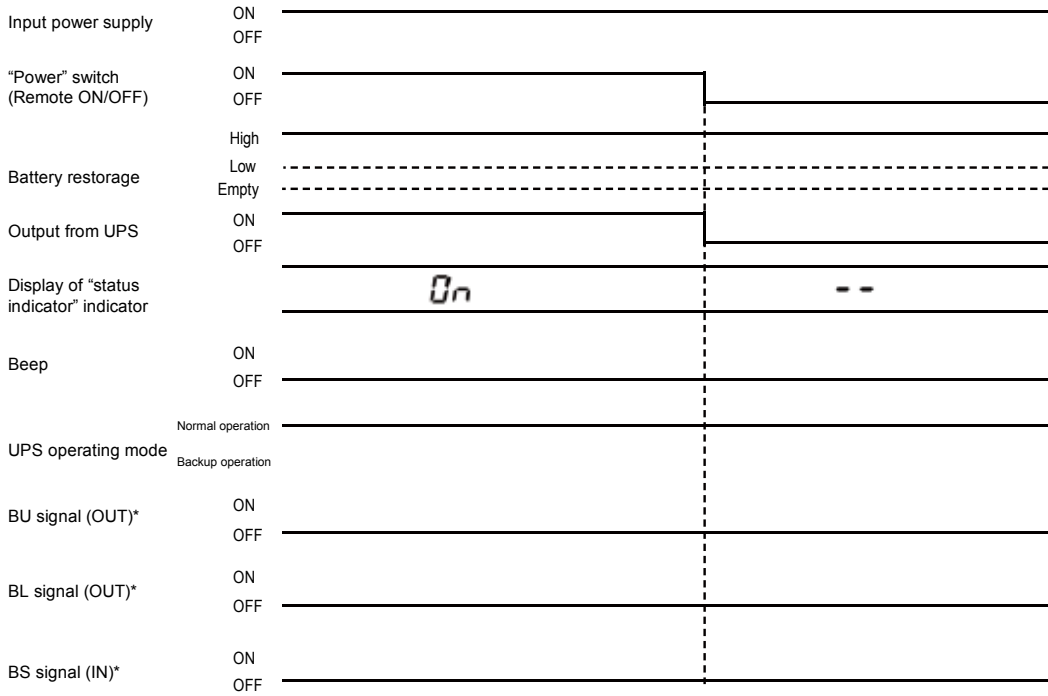 Input power supply
ON
OFF
“Power” switch
(Remote ON/OFF)
ON
OFF
Battery restorage
High
Low
Empty
Output from UPS
ON
OFF
Display of “status
indicator” indicator
On
- -
Beep
ON
OFF
UPS operating mode
Normal operation
Backup operation
BU signal (OUT)*
ON
OFF
BL signal (OUT)*
ON
OFF
BS signal (IN)*
ON
OFF